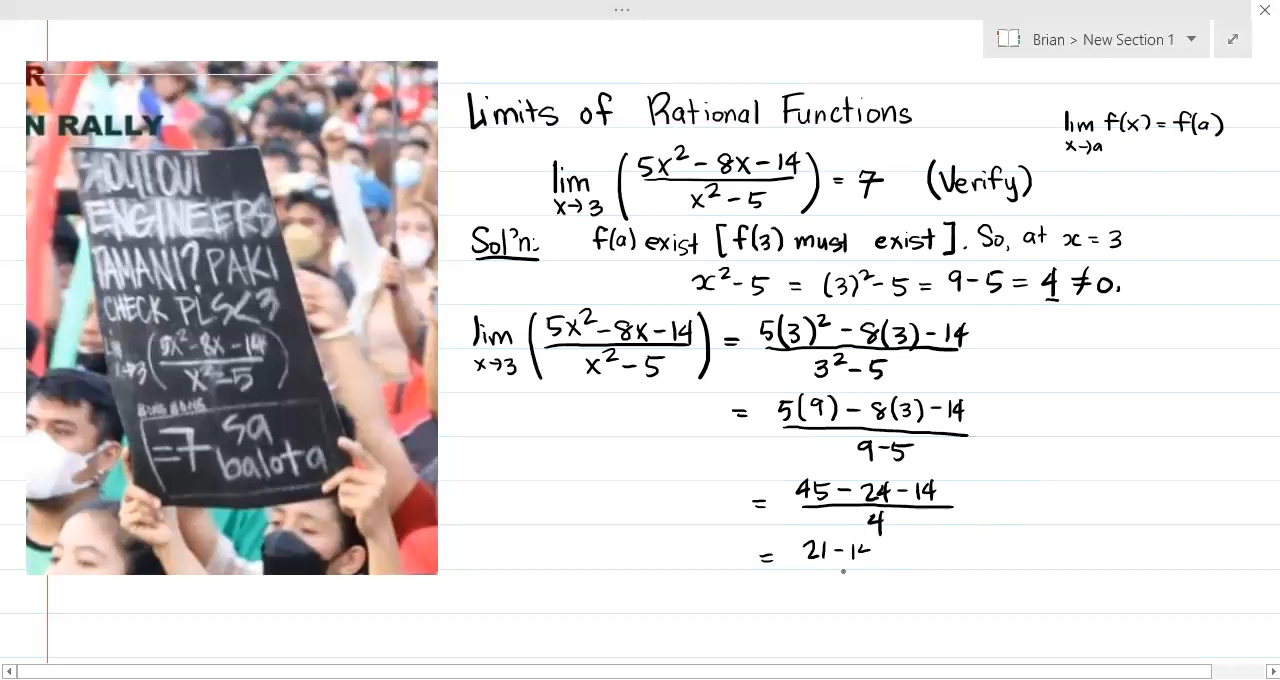 ...
Brian > New Section 1
R
N RALLY
SHOUTOUT
ENGINEERS
TAMANI? PAKI
CHECK PLS <3
lim x→3 (5x² - 8x - 14 / x² - 5)
=7 sa
balota
Limits of Rational Functions
lim x→a f(x) = f(a)
lim x→3 (5x² - 8x - 14 / x² - 5) = 7 (Verify)
Sol'n: f(a) exist [f(3) must exist]. So, at x = 3
x² - 5 = (3)² - 5 = 9 - 5 = 4 ≠ 0.
lim x→3 (5x² - 8x - 14 / x² - 5) = 5(3)² - 8(3) - 14 / 3² - 5
= 5(9) - 8(3) - 14 / 9 - 5
= 45 - 24 - 14 / 4
= 21 - 14